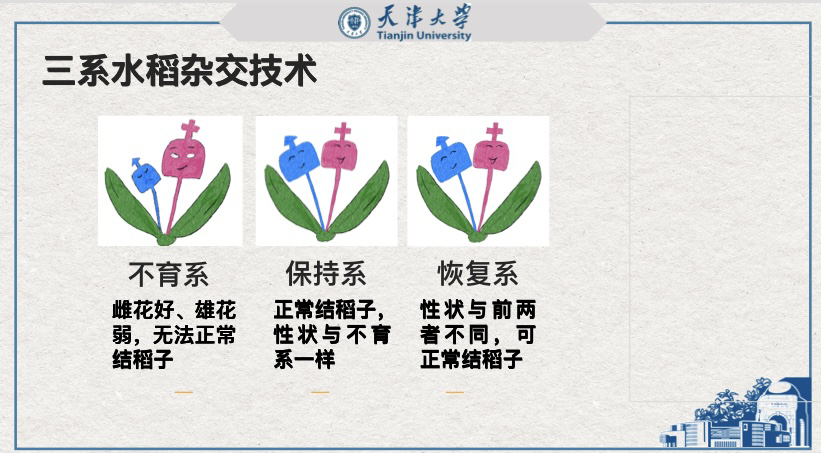 天津大学
Tianjin University
三系水稻杂交技术
不育系
雌花好、雄花
弱，无法正常
结稻子
保持系
正常结稻子，
性状与不育
系一样
恢复系
性状与前两
者不同，可
正常结稻子